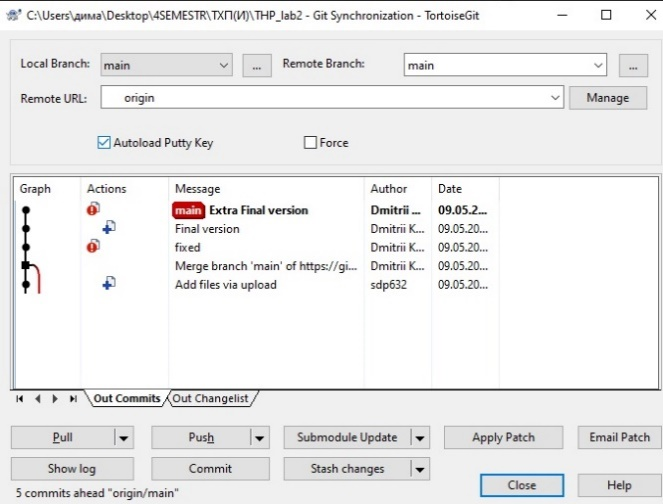 C:\Users\дима\Desktop\4SEMESTR\ТХП(И)\THP_lab2 - Git Synchronization - TortoiseGit
Local Branch: main ... Remote Branch: main ...
Remote URL: origin Manage
Autoload Putty Key Force
Graph Actions Message Author Date
main Extra Final version Dmitrii ... 09.05.2...
Final version Dmitrii K... 09.05.20...
fixed Dmitrii K... 09.05.20...
Merge branch 'main' of https://gi... Dmitrii K... 09.05.20...
Add files via upload sdp632 09.05.20...
Out Commits Out Changelist
Pull Push Submodule Update Apply Patch Email Patch
Show log Commit Stash changes
5 commits ahead "origin/main" Close Help